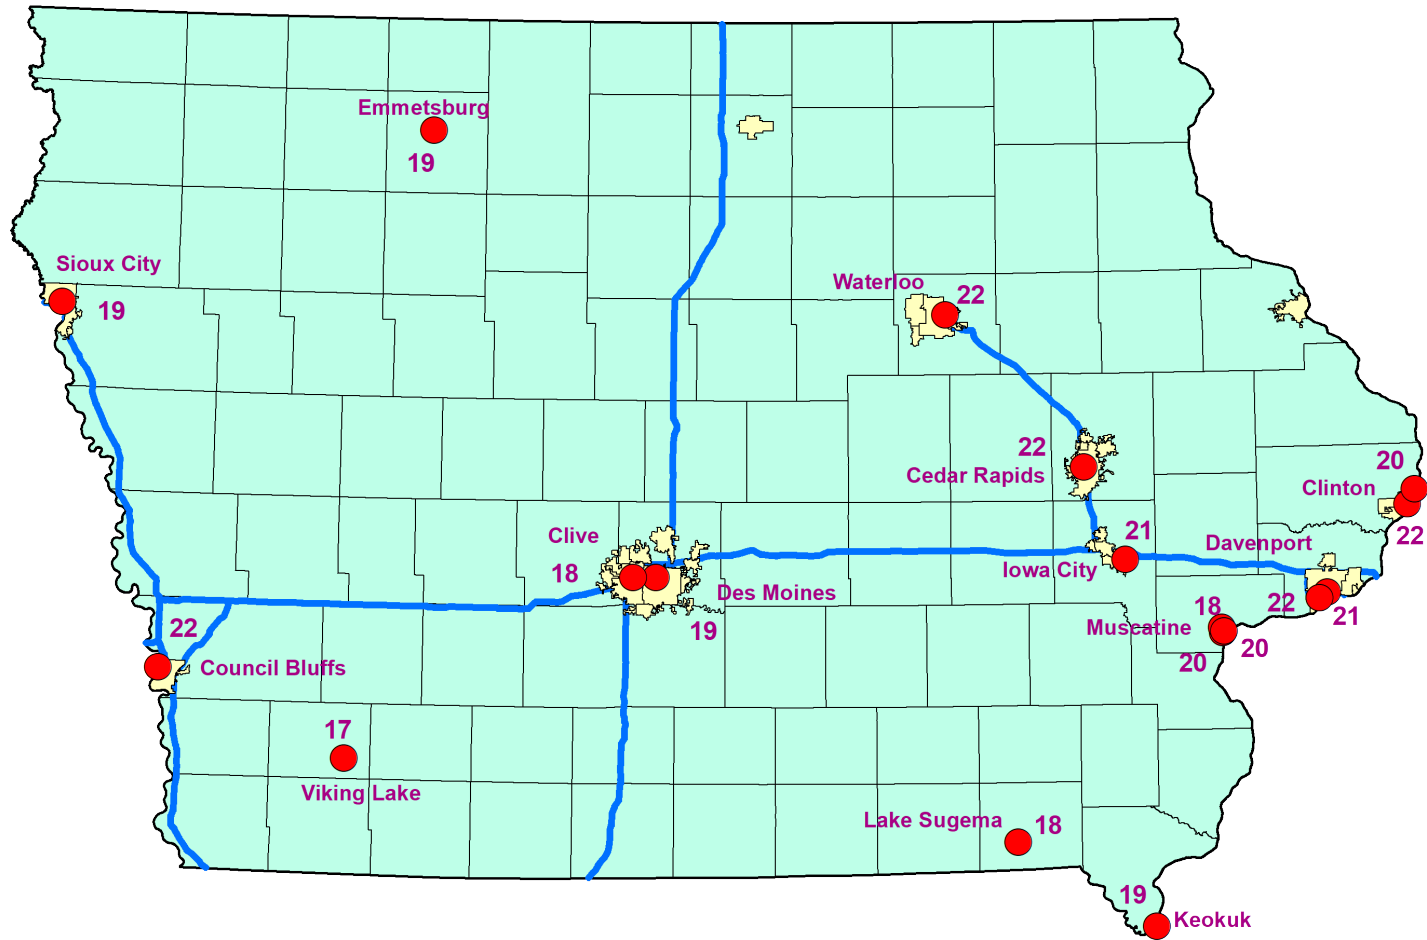 Emmetsburg
19
Sioux City
19
Waterloo
22
22
Cedar Rapids
20
Clinton
22
Clive
18
Des Moines
19
21
Iowa City
Davenport
22
21
18
Muscatine
20
20
22
Council Bluffs
17
Viking Lake
Lake Sugema
18
19
Keokuk